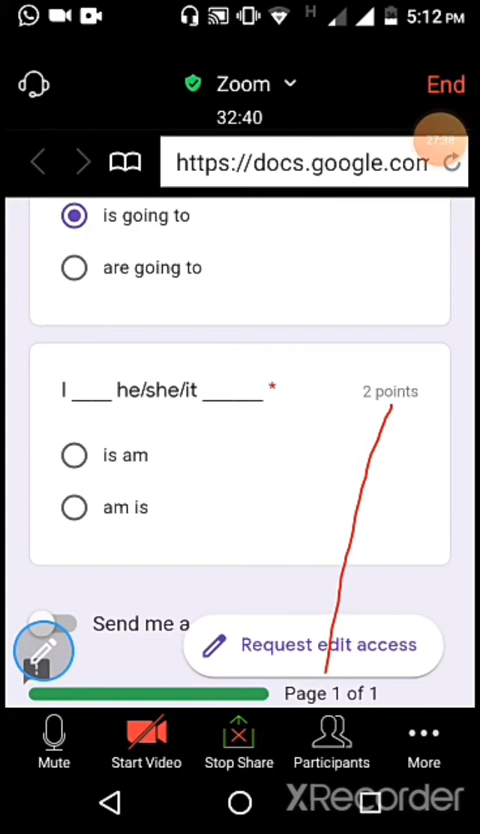 H 5:12 PM
Zoom End
32:40
27:38
https://docs.google.com
is going to
are going to
I ____ he/she/it ______ * 2 points
is am
am is
Send me a
Request edit access
Page 1 of 1
Mute Start Video Stop Share Participants More
XRecorder